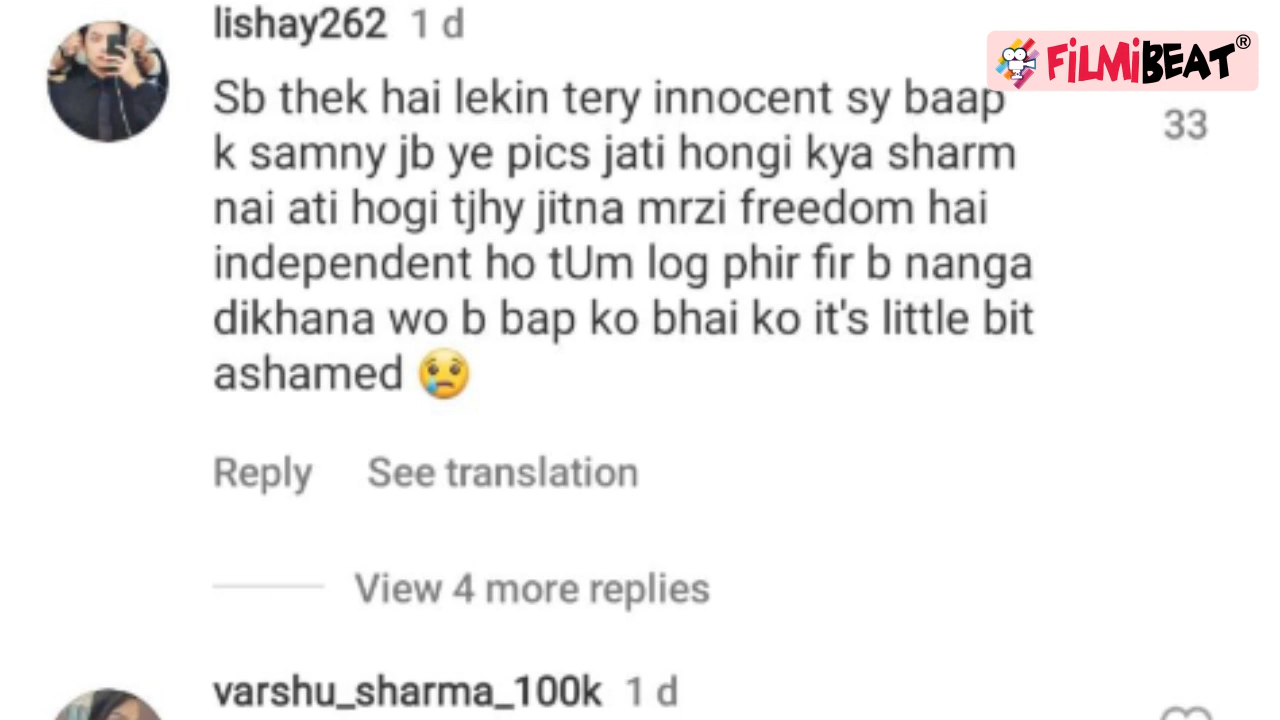 lishay262 1 d
FiLMiBEAT®
Sb thek hai lekin tery innocent sy baap
33
k samny jb ye pics jati hongi kya sharm
nai ati hogi tjhy jitna mrzi freedom hai
independent ho tUm log phir fir b nanga
dikhana wo b bap ko bhai ko it's little bit
ashamed 😢
Reply See translation
View 4 more replies
varshu_sharma_100k 1 d